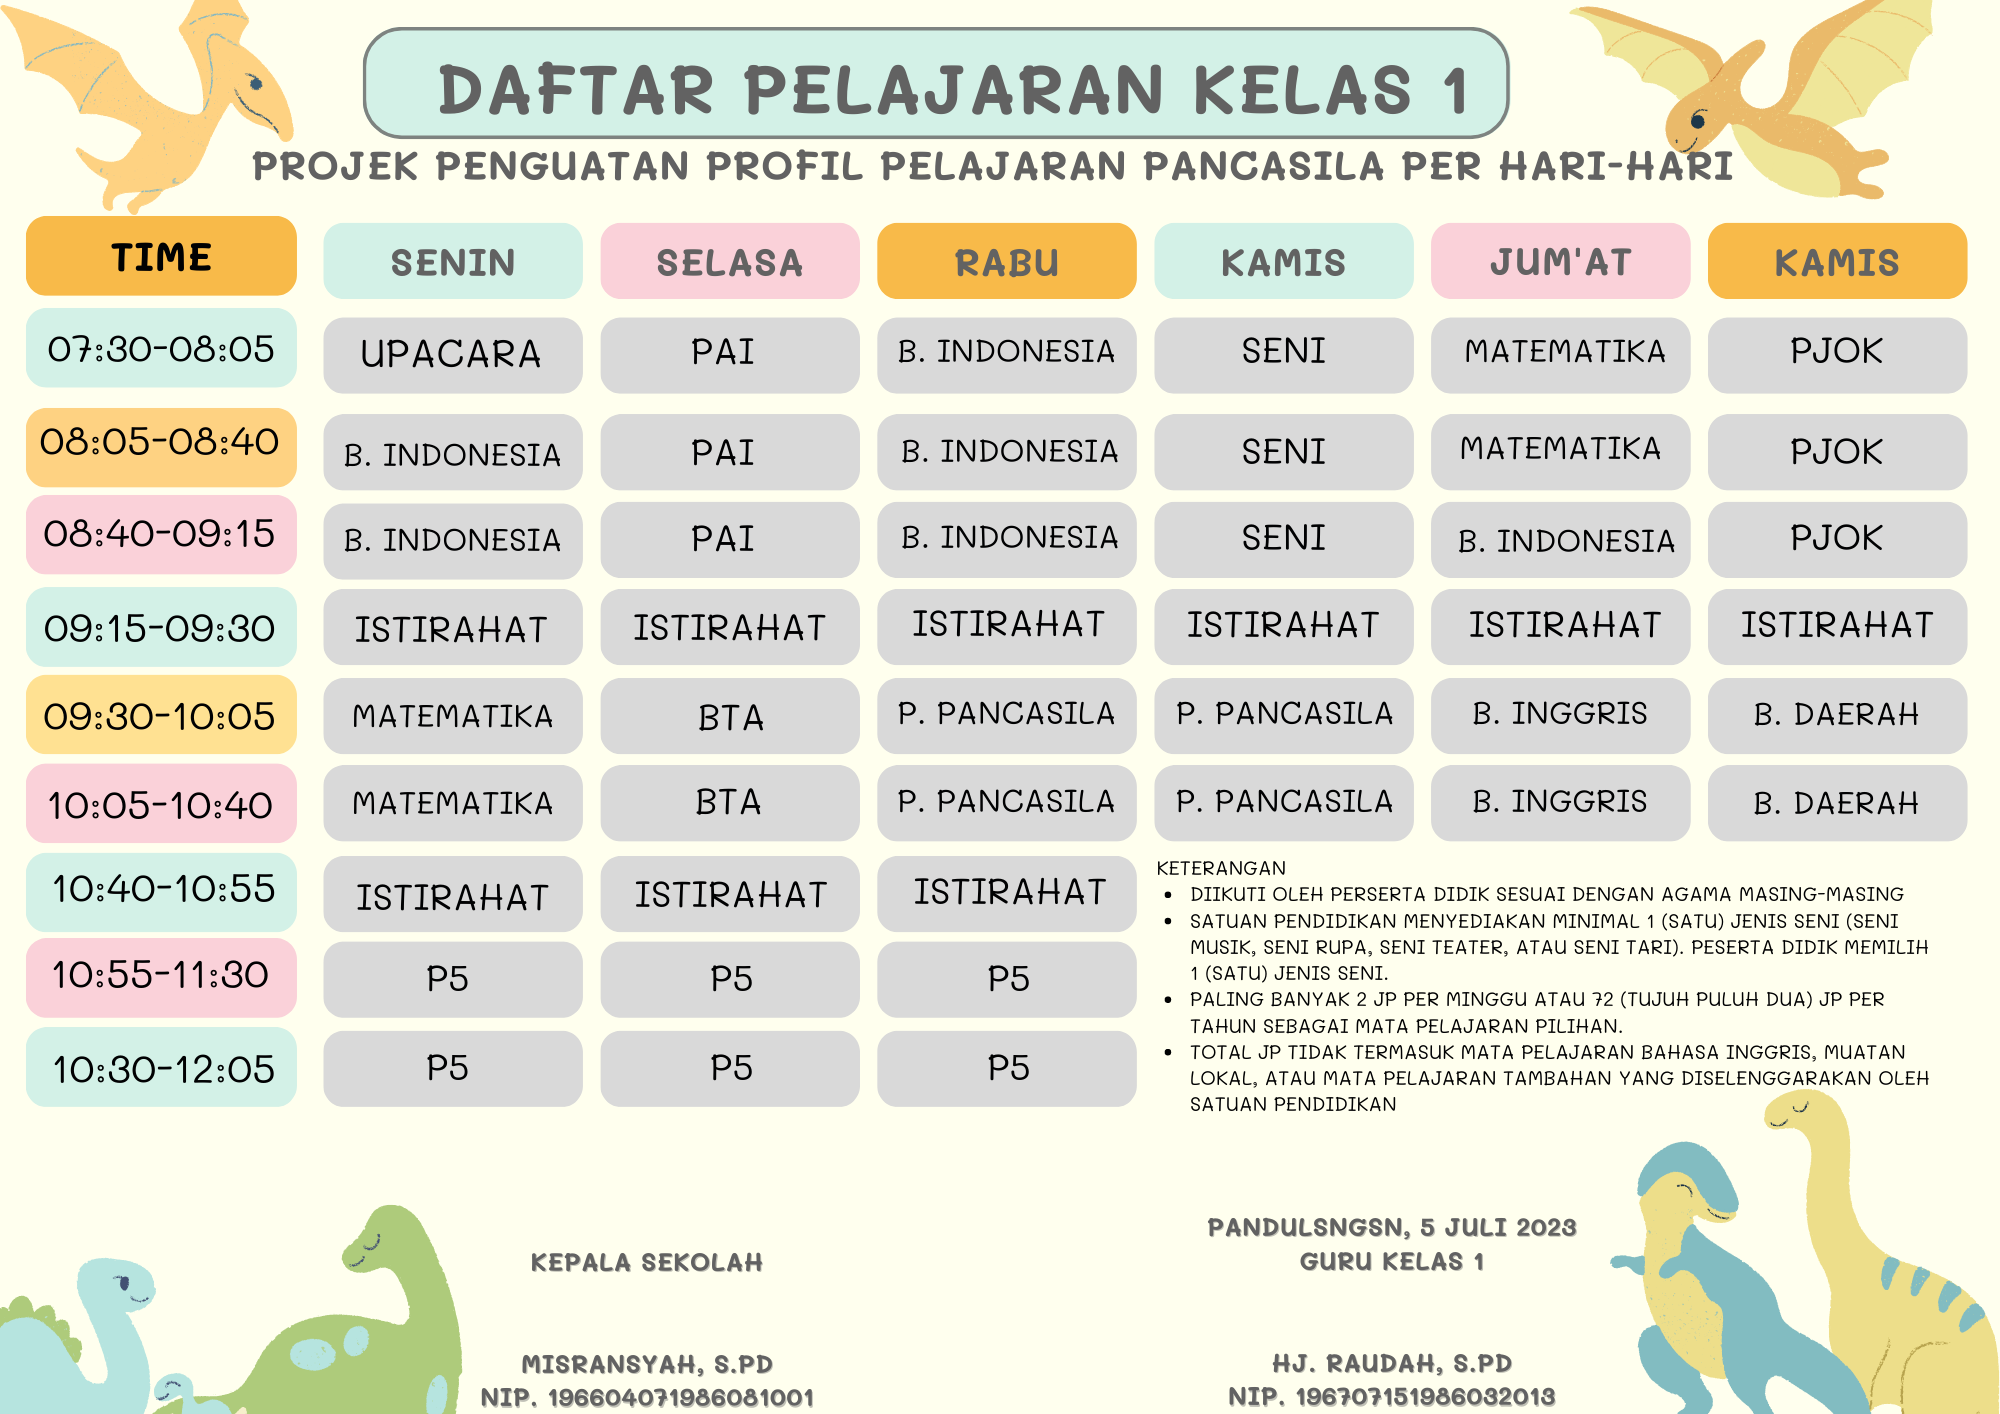 DAFTAR PELAJARAN KELAS 1
PROJEK PENGUATAN PROFIL PELAJARAN PANCASILA PER HARI-HARI
TIME SENIN SELASA RABU KAMIS JUM'AT KAMIS
07:30-08:05 UPACARA PAI B. INDONESIA SENI MATEMATIKA PJOK
08:05-08:40 B. INDONESIA PAI B. INDONESIA SENI MATEMATIKA PJOK
08:40-09:15 B. INDONESIA PAI B. INDONESIA SENI B. INDONESIA PJOK
09:15-09:30 ISTIRAHAT ISTIRAHAT ISTIRAHAT ISTIRAHAT ISTIRAHAT ISTIRAHAT
09:30-10:05 MATEMATIKA BTA P. PANCASILA P. PANCASILA B. INGGRIS B. DAERAH
10:05-10:40 MATEMATIKA BTA P. PANCASILA P. PANCASILA B. INGGRIS B. DAERAH
10:40-10:55 ISTIRAHAT ISTIRAHAT ISTIRAHAT
10:55-11:30 P5 P5 P5
10:30-12:05 P5 P5 P5
KETERANGAN
• DIIKUTI OLEH PERSERTA DIDIK SESUAI DENGAN AGAMA MASING-MASING
• SATUAN PENDIDIKAN MENYEDIAKAN MINIMAL 1 (SATU) JENIS SENI (SENI
MUSIK, SENI RUPA, SENI TEATER, ATAU SENI TARI). PESERTA DIDIK MEMILIH
1 (SATU) JENIS SENI.
• PALING BANYAK 2 JP PER MINGGU ATAU 72 (TUJUH PULUH DUA) JP PER
TAHUN SEBAGAI MATA PELAJARAN PILIHAN.
• TOTAL JP TIDAK TERMASUK MATA PELAJARAN BAHASA INGGRIS, MUATAN
LOKAL, ATAU MATA PELAJARAN TAMBAHAN YANG DISELENGGARAKAN OLEH
SATUAN PENDIDIKAN
KEPALA SEKOLAH
MISRANSYAH, S.PD
NIP. 196604071986081001
PANDULSNGSN, 5 JULI 2023
GURU KELAS 1
HJ. RAUDAH, S.PD
NIP. 196707151986032013